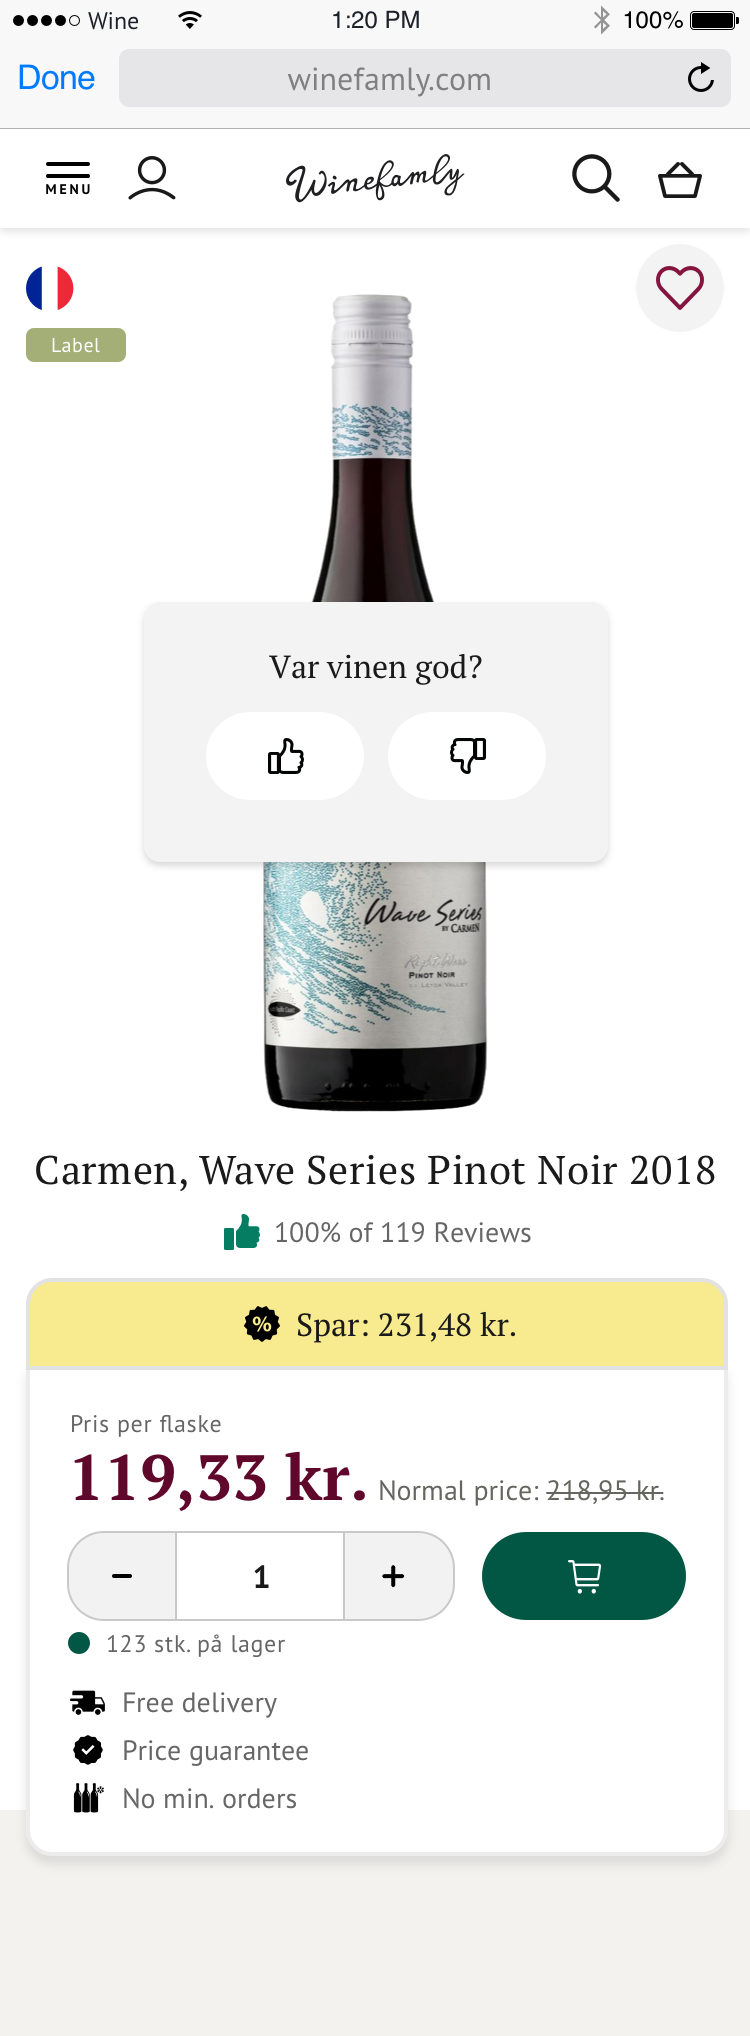 Wine 1:20 PM 100%
Done winefamly.com
MENU Winefamly
Label
Var vinen god?
Wave Series
BY CARMEN
PINOT NOIR
LEYDA VALLEY
Carmen, Wave Series Pinot Noir 2018
100% of 119 Reviews
% Spar: 231,48 kr.
Pris per flaske
119,33 kr. Normal price: 218,95 kr.
− 1 +
123 stk. på lager
Free delivery
Price guarantee
No min. orders